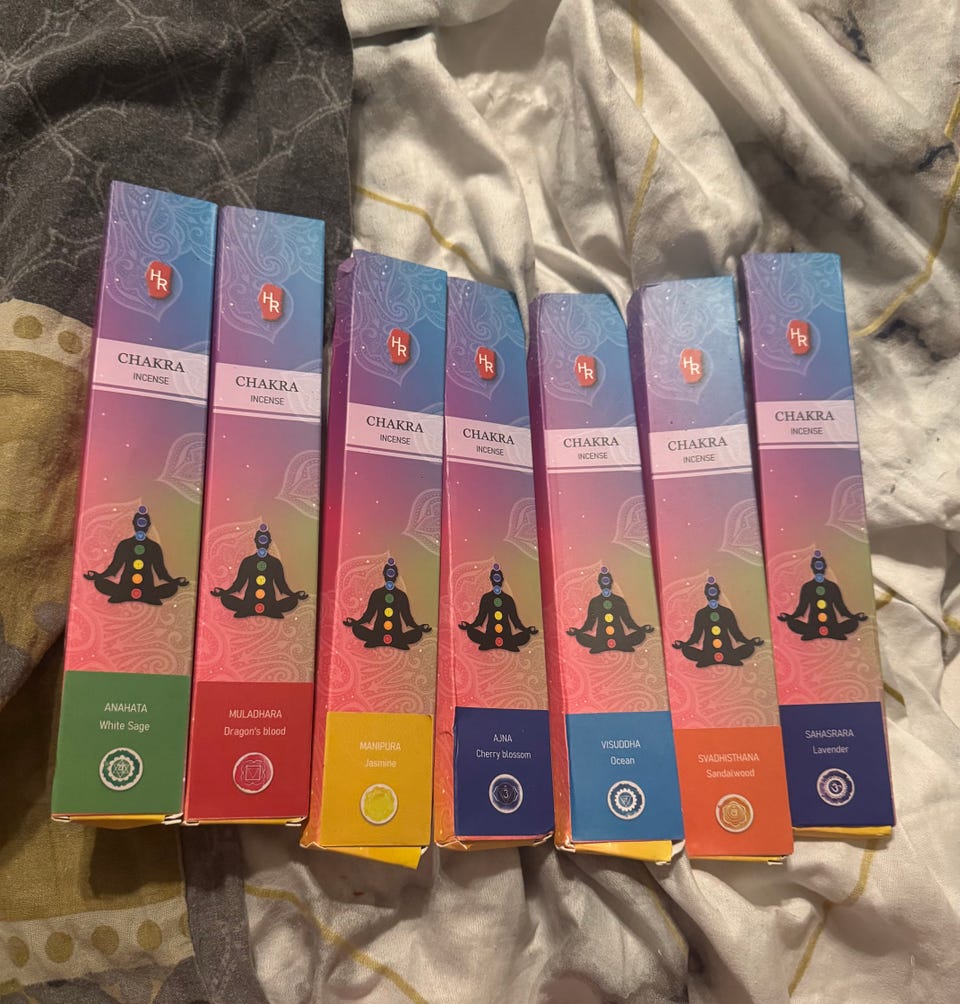 HR
CHAKRA
INCENSE
ANAHATA
White Sage
HR
CHAKRA
INCENSE
MULADHARA
Dragon's blood
HR
CHAKRA
INCENSE
MANIPURA
Jasmine
HR
CHAKRA
INCENSE
AJNA
Cherry blossom
HR
CHAKRA
INCENSE
VISUDDHA
Ocean
HR
CHAKRA
INCENSE
SVADHISTHANA
Sandalwood
HR
CHAKRA
INCENSE
SAHASRARA
Lavender